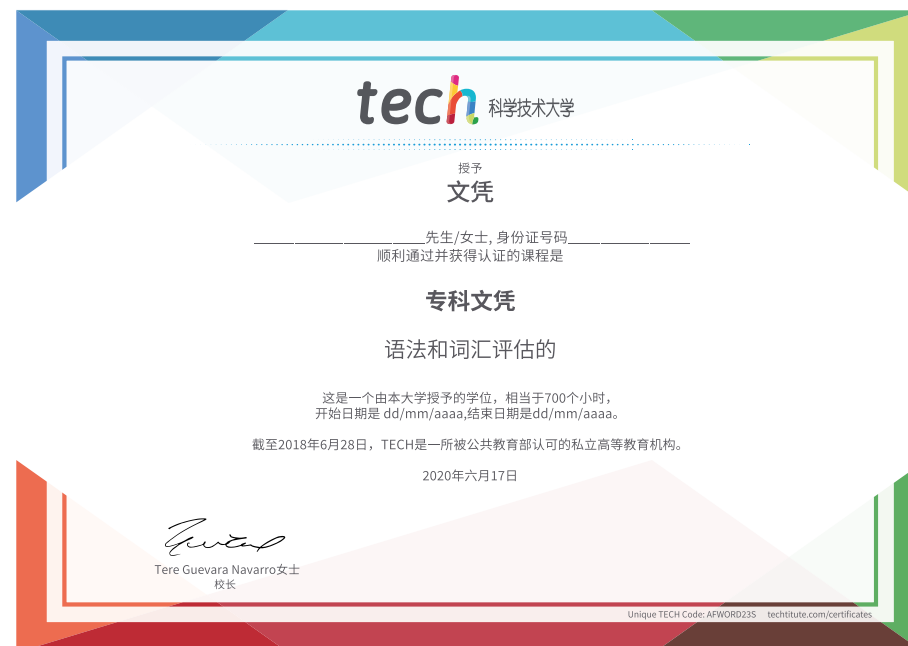 tech 科学技术大学
授予
文凭
先生/女士, 身份证号码
顺利通过并获得认证的课程是
专科文凭
语法和词汇评估的
这是一个由本大学授予的学位，相当于700个小时，
开始日期是 dd/mm/aaaa,结束日期是dd/mm/aaaa。
截至2018年6月28日，TECH是一所被公共教育部认可的私立高等教育机构。
2020年六月17日
Tere Guevara Navarro女士
校长
Unique TECH Code: AFWORD23S techtitute.com/certificates